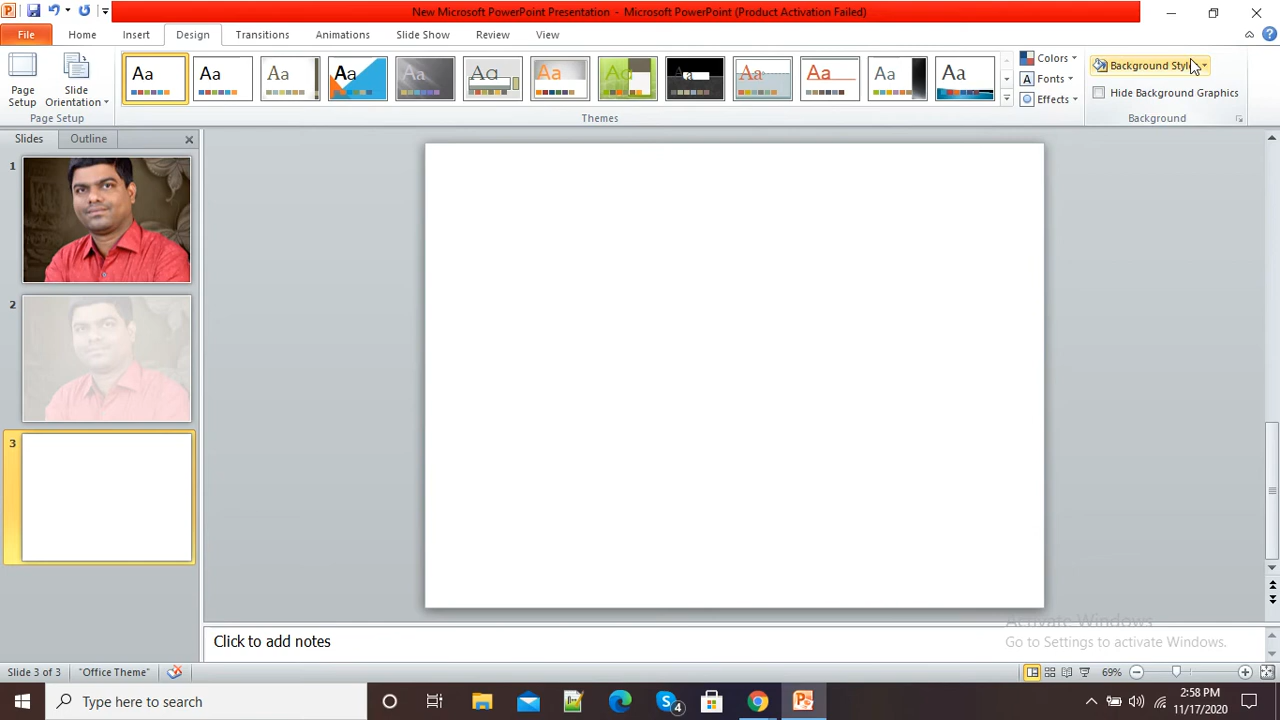 New Microsoft PowerPoint Presentation - Microsoft PowerPoint (Product Activation Failed)
File Home Insert Design Transitions Animations Slide Show Review View
Page Setup
Slide Orientation
Aa Aa Aa Aa Aa Aa Aa Aa Aa Aa Aa Aa Aa
Colors
Fonts
Effects
Background Styles
Hide Background Graphics
Page Setup Themes Background
Slides Outline
1
2
3
Click to add notes
Activate Windows
Go to Settings to activate Windows.
Slide 3 of 3 "Office Theme" 69%
Type here to search
4
2:58 PM
11/17/2020